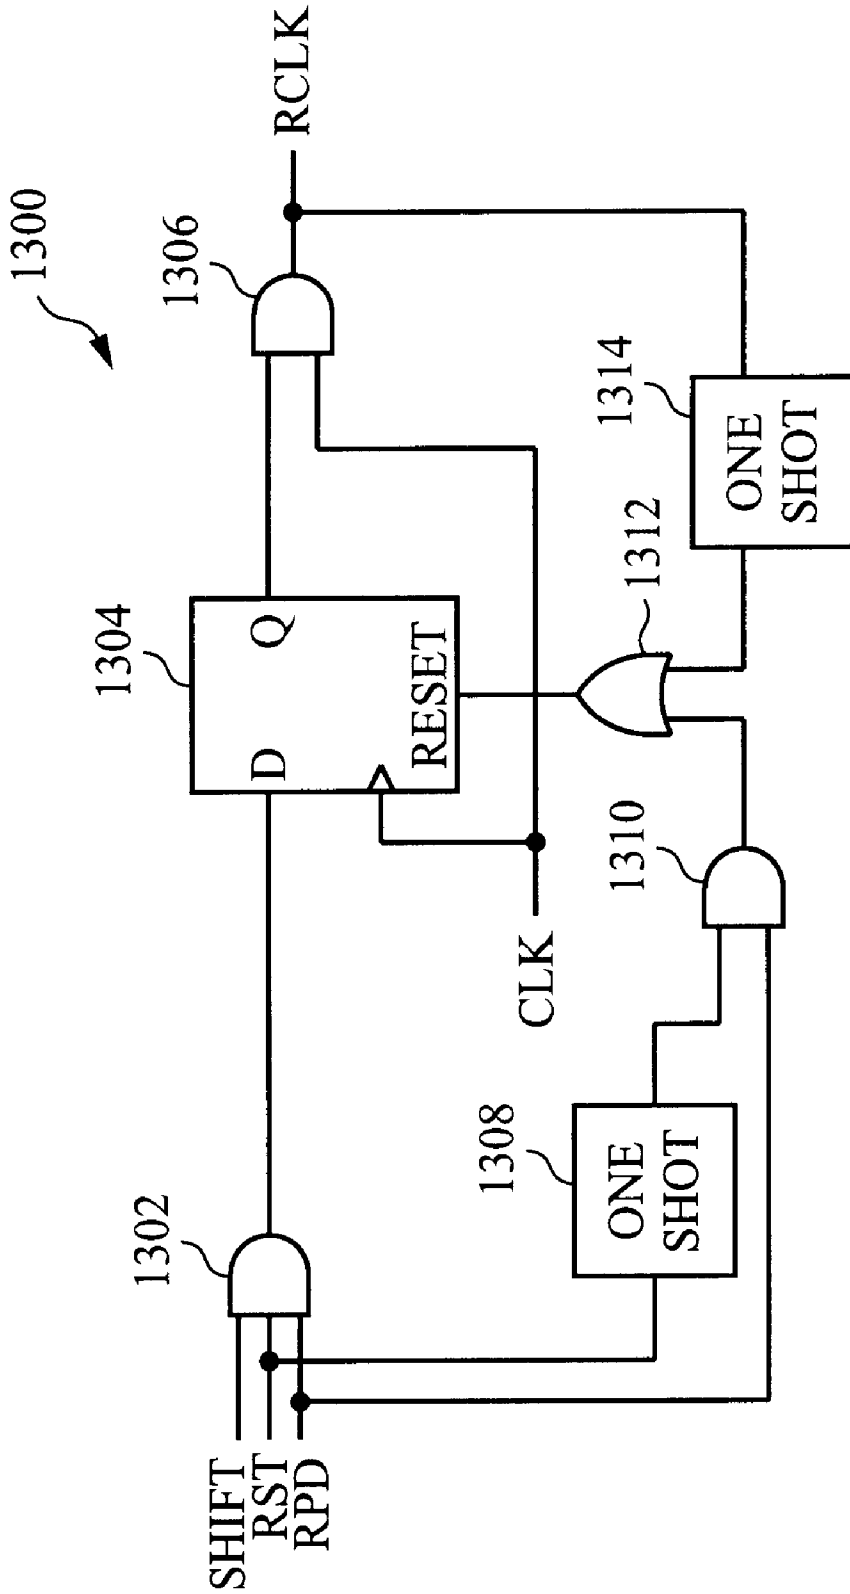 1300
SHIFT
RST
RPD
1302
1304
D
Q
RESET
1306
RCLK
CLK
1308
ONE
SHOT
1310
1312
1314
ONE
SHOT